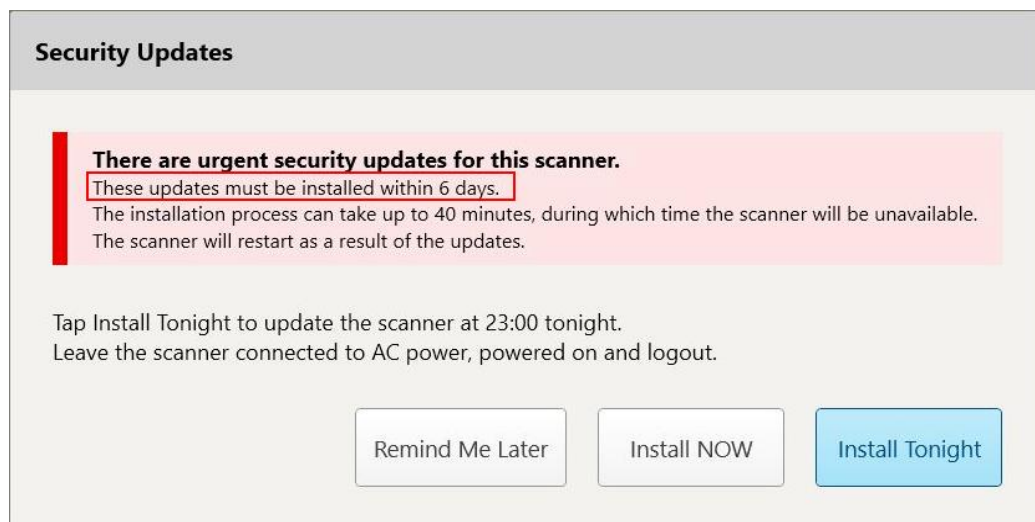 Security Updates
There are urgent security updates for this scanner.
These updates must be installed within 6 days.
The installation process can take up to 40 minutes, during which time the scanner will be unavailable.
The scanner will restart as a result of the updates.
Tap Install Tonight to update the scanner at 23:00 tonight.
Leave the scanner connected to AC power, powered on and logout.
Remind Me Later
Install NOW
Install Tonight